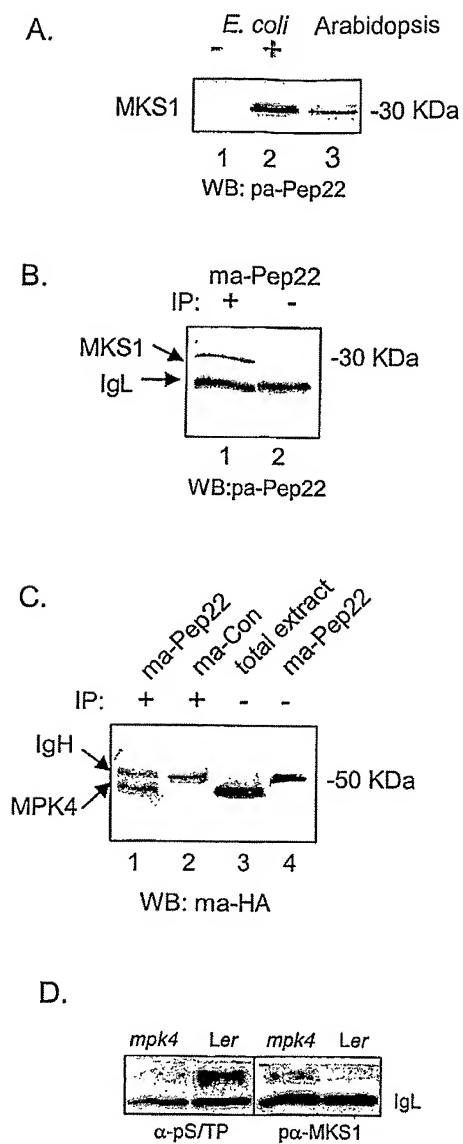 A.
E. coli Arabidopsis
- +
MKS1 -30 KDa
1 2 3
WB: pa-Pep22
B.
ma-Pep22
IP: + -
MKS1 -30 KDa
IgL
1 2
WB:pa-Pep22
C.
ma-Pep22 ma-Con total extract ma-Pep22
IP: + + - -
IgH
-50 KDa
MPK4
1 2 3 4
WB: ma-HA
D.
mpk4 Ler mpk4 Ler
IgL
α-pS/TP pα-MKS1